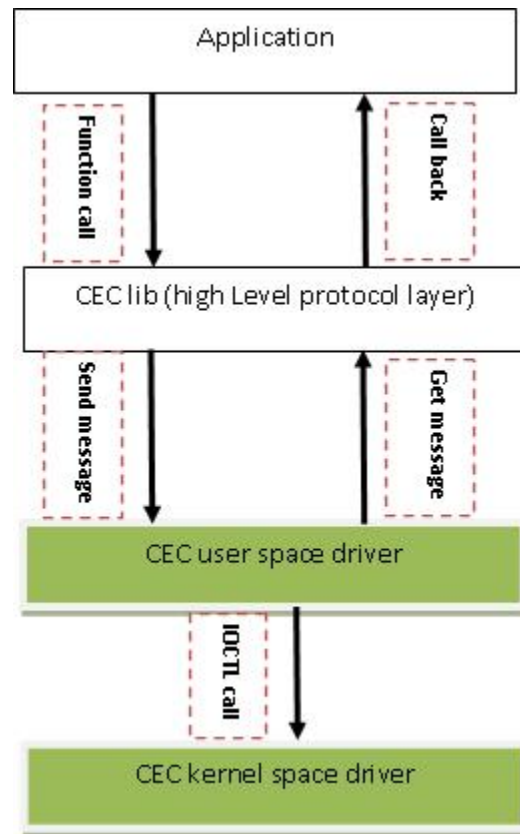 Application
Function call
Call back
CEC lib (high Level protocol layer)
Send message
Get message
CEC user space driver
IOCTL call
CEC kernel space driver